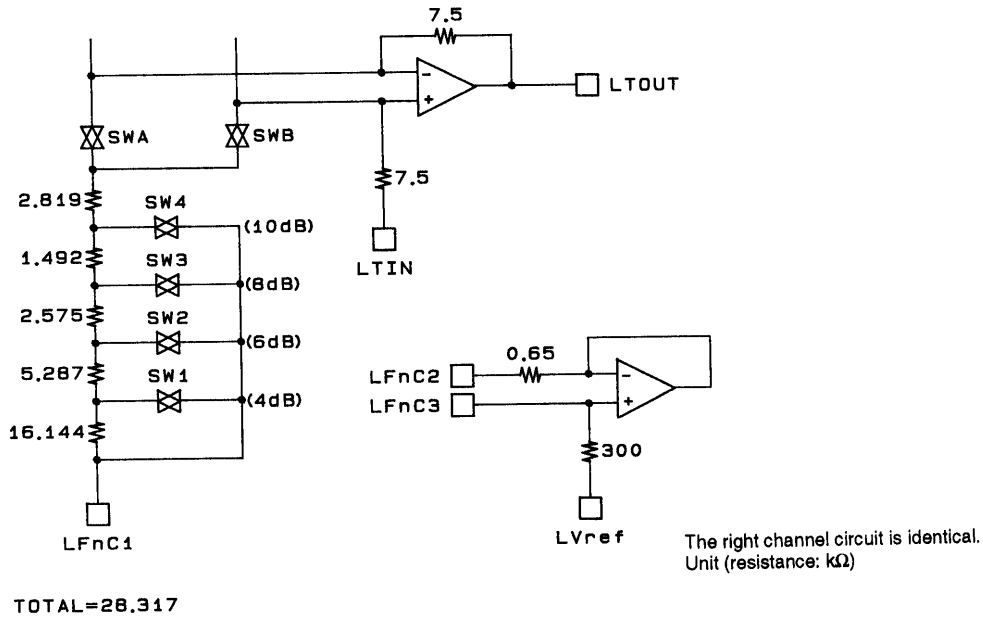 7.5
−
+
LTOUT
SWA
SWB
7.5
2.819
SW4
(10dB)
LTIN
1.492
SW3
(8dB)
2.575
SW2
(6dB)
0.65
5.287
SW1
(4dB)
LFnC2
−
LFnC3
+
16.144
300
LFnC1
LVref
The right channel circuit is identical.
Unit (resistance: kΩ)
TOTAL=28.317